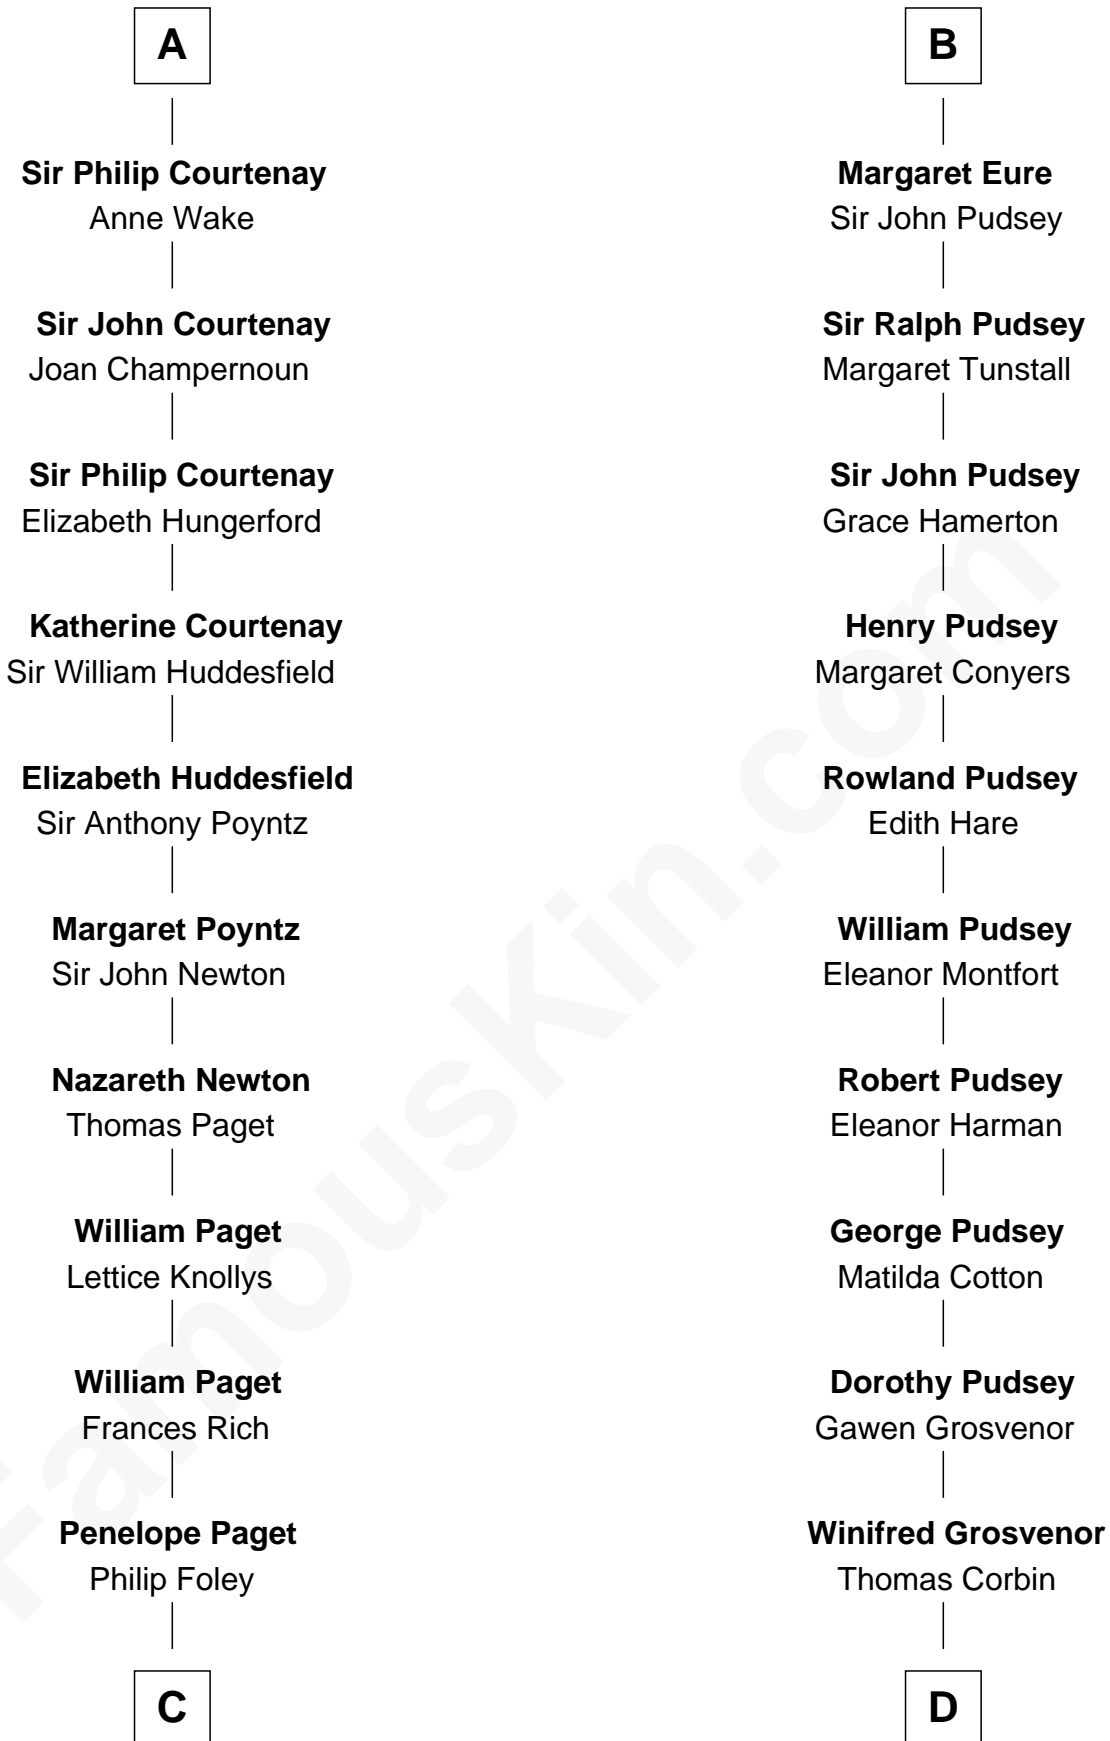 A
Sir Philip Courtenay
Anne Wake
Sir John Courtenay
Joan Champernoun
Sir Philip Courtenay
Elizabeth Hungerford
Katherine Courtenay
Sir William Huddesfield
Elizabeth Huddesfield
Sir Anthony Poyntz
Margaret Poyntz
Sir John Newton
Nazareth Newton
Thomas Paget
William Paget
Lettice Knollys
William Paget
Frances Rich
Penelope Paget
Philip Foley
C
B
Margaret Eure
Sir John Pudsey
Sir Ralph Pudsey
Margaret Tunstall
Sir John Pudsey
Grace Hamerton
Henry Pudsey
Margaret Conyers
Rowland Pudsey
Edith Hare
William Pudsey
Eleanor Montfort
Robert Pudsey
Eleanor Harman
George Pudsey
Matilda Cotton
Dorothy Pudsey
Gawen Grosvenor
Winifred Grosvenor
Thomas Corbin
D
FamousKin.com